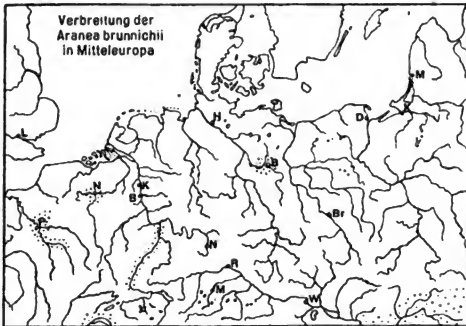 Verbreitung der
Aranea brunnichii
in Mitteleuropa
M
H
D
L
B
N
K
B
Br
N
R
M
W